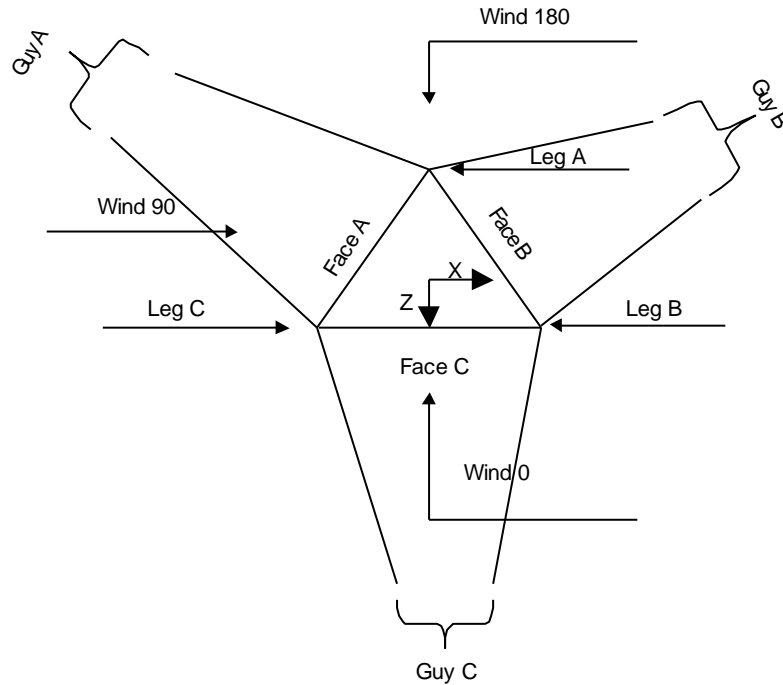 Wind 180
Guy A
Guy B
Leg A
Wind 90
Face A
Face B
X
Z
Leg C
Leg B
Face C
Wind 0
Guy C